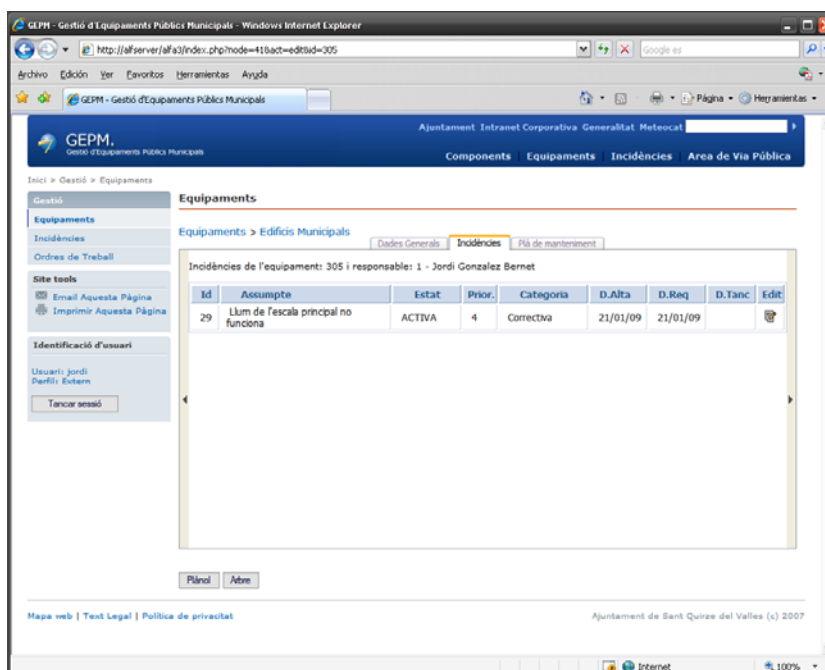 GEPM - Gestió d'Equipaments Públics Municipals - Windows Internet Explorer
http://alfserver/alfa3/index.php?node=41&act=edit&id=305
Google es
Archivo Edición Ver Favoritos Herramientas Ayuda
GEPM - Gestió d'Equipaments Públics Municipals
Página Herramientas
Ajuntament Intranet Corporativa Generalitat Meteocat
GEPM.
Gestió d'Equipaments Públics Municipals
Components Equipaments Incidències Area de Via Pública
Inici > Gestió > Equipaments
Gestió
Equipaments
Incidències
Ordres de Treball
Site tools
Email Aquesta Pàgina
Imprimir Aquesta Pàgina
Identificació d'usuari
Usuari: jordi
Perfil: Extern
Tancar sessió
Equipaments
Equipaments > Edificis Municipals
Dades Generals Incidències Plà de manteniment
Incidències de l'equipament: 305 i responsable: 1 - Jordi Gonzalez Bernet
Id Assumpte Estat Prior. Categoria D.Alta D.Req D.Tanc Edit
29 Llum de l'escala principal no funciona ACTIVA 4 Correctiva 21/01/09 21/01/09
Plànol Arbre
Mapa web | Text Legal | Política de privacitat
Ajuntament de Sant Quirze del Valles (c) 2007
Internet 100%